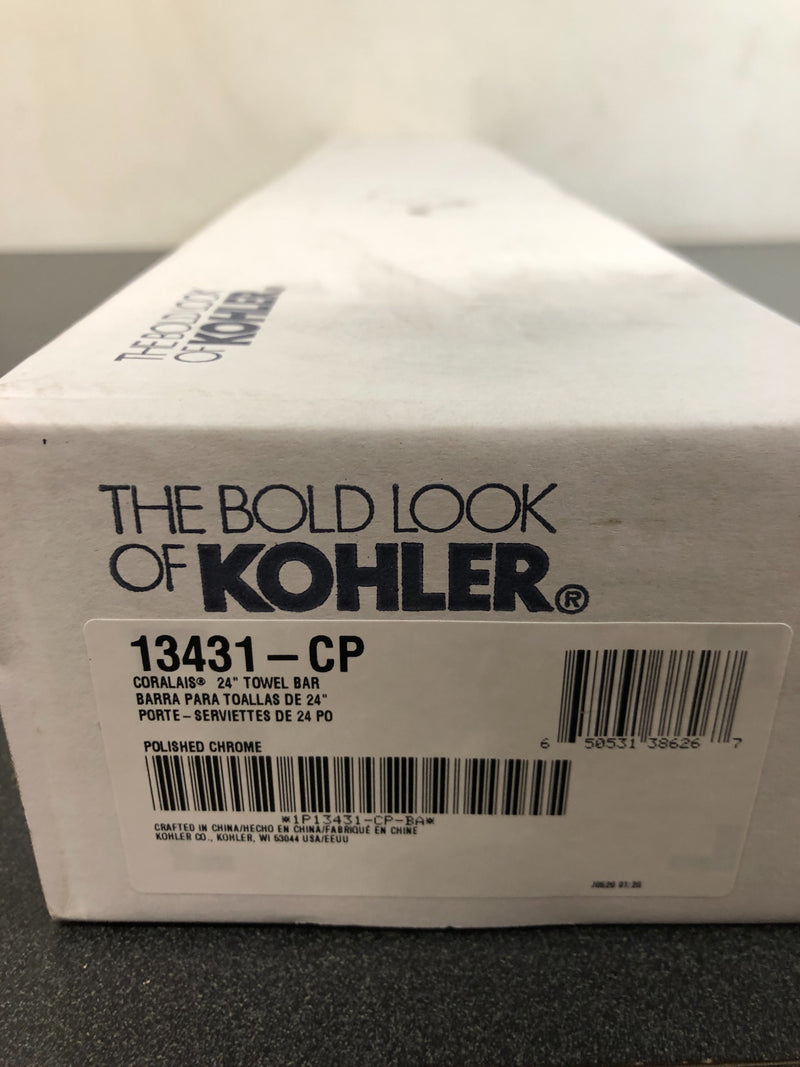 THE BOLD LOOK
OF KOHLER®
THE BOLD LOOK
OF KOHLER®
13431-CP
CORALAIS® 24" TOWEL BAR
BARRA PARA TOALLAS DE 24"
PORTE-SERVIETTES DE 24 PO
6 50531 38626 7
POLISHED CHROME
*1P13431-CP-BA*
CRAFTED IN CHINA/HECHO EN CHINA/FABRIQUÉ EN CHINE
KOHLER CO., KOHLER, WI 53044 USA/EEUU